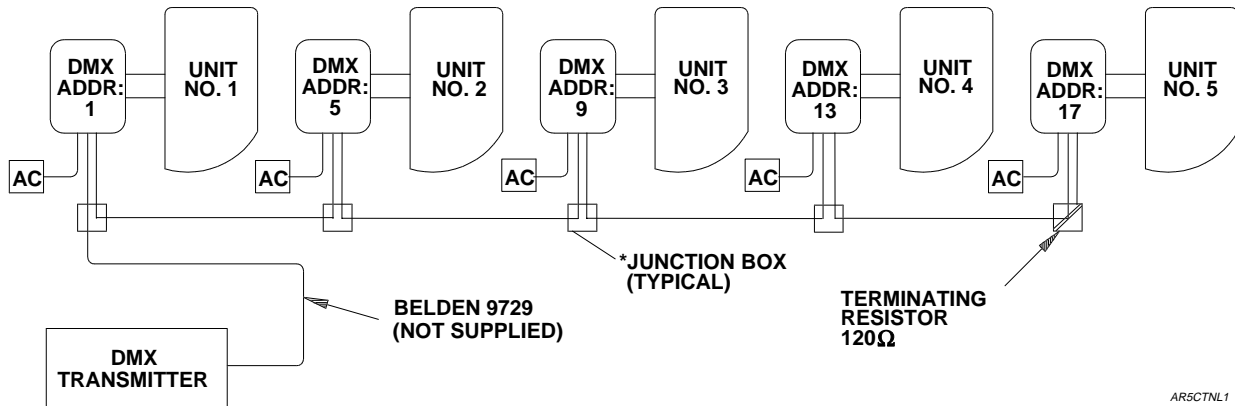 DMX
ADDR:
1
UNIT
NO. 1
DMX
ADDR:
5
UNIT
NO. 2
DMX
ADDR:
9
UNIT
NO. 3
DMX
ADDR:
13
UNIT
NO. 4
DMX
ADDR:
17
UNIT
NO. 5
AC
AC
AC
AC
AC
*JUNCTION BOX
(TYPICAL)
BELDEN 9729
(NOT SUPPLIED)
TERMINATING
RESISTOR
120Ω
DMX
TRANSMITTER
AR5CTNL1